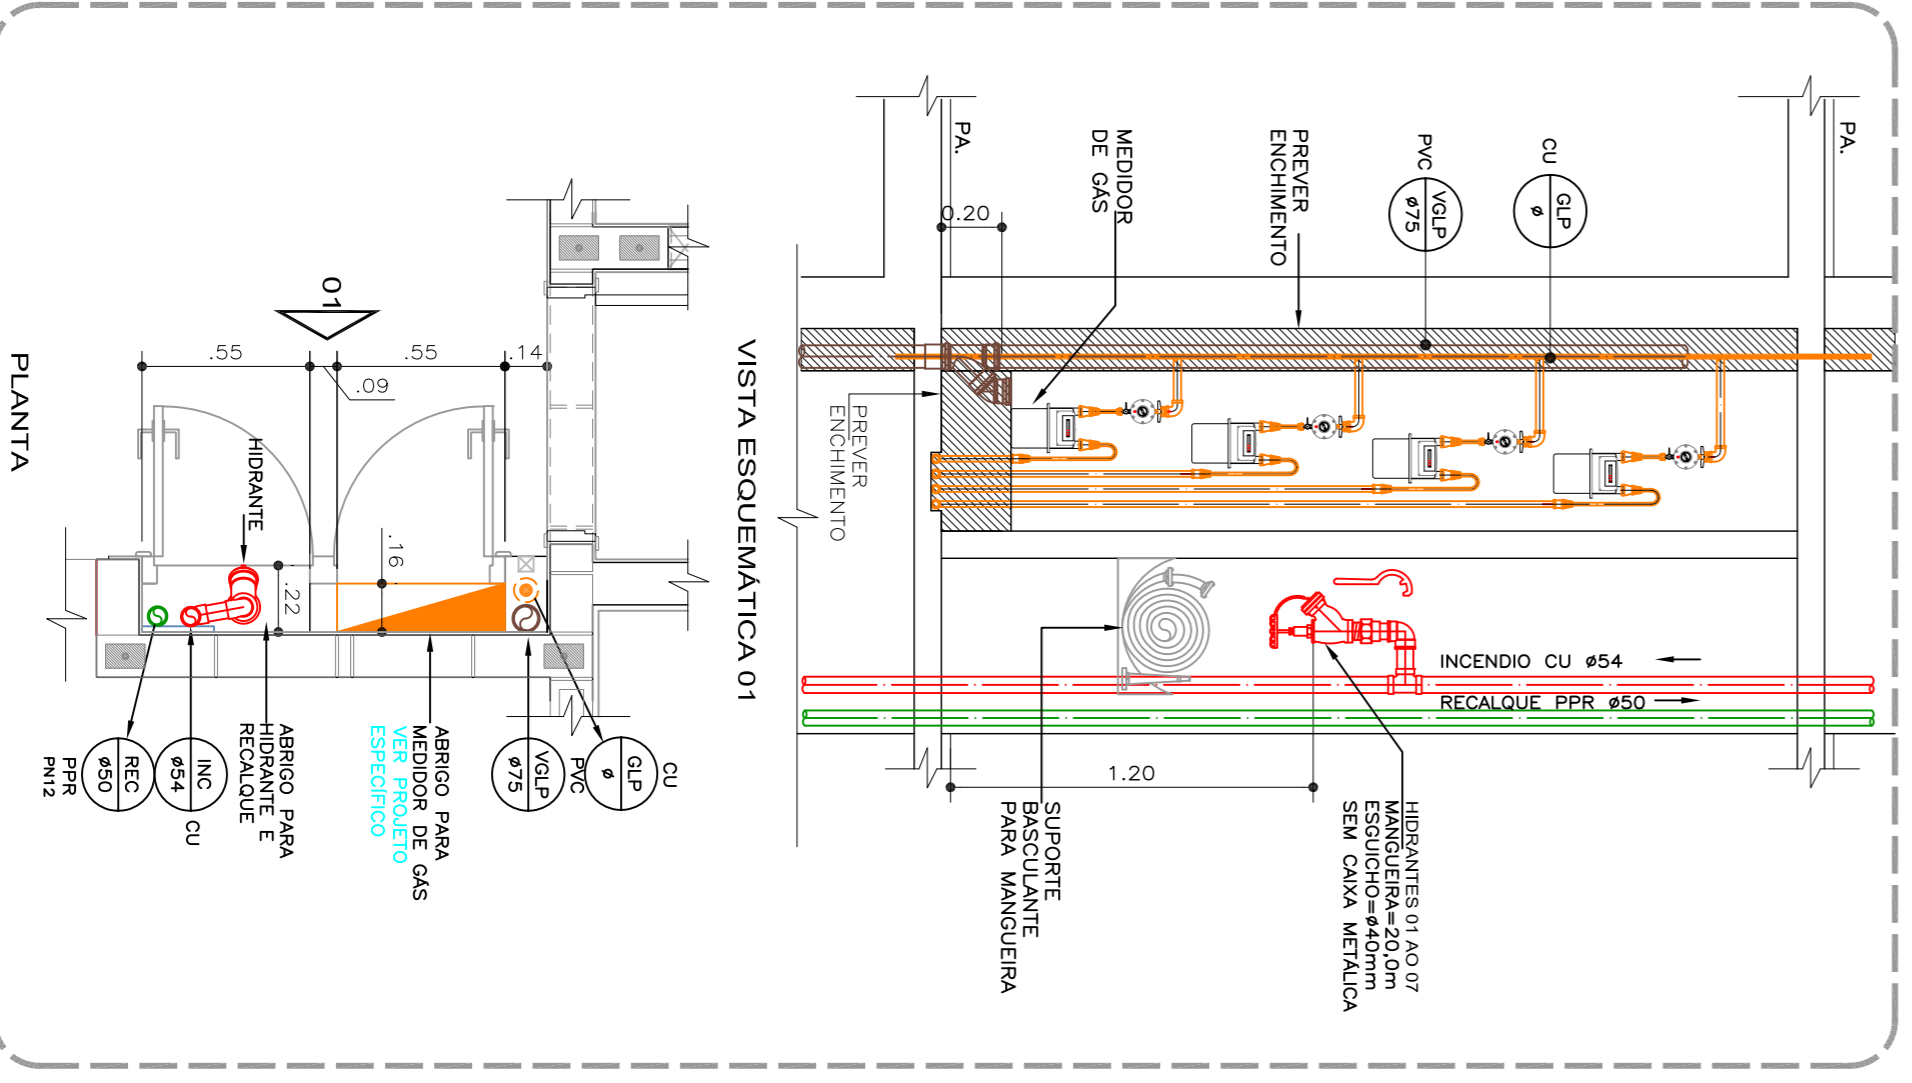 PA.
PA.
CU
GLP
ø
PVC
VGLP
ø75
PREVER
ENCHIMENTO
MEDIDOR
DE GÁS
0.20
PREVER
ENCHIMENTO
INCENDIO CU ø54
RECALQUE PPR ø50
1.20
HIDRANTES 01 AO 07
MANGUEIRA=20,0m
ESGUICHO=ø40mm
SEM CAIXA METÁLICA
SUPORTE
BASCULANTE
PARA MANGUEIRA
VISTA ESQUEMÁTICA 01
01
.55
.55
.14
.09
HIDRANTE
.16
.22
CU
GLP
ø
PVC
VGLP
ø75
ABRIGO PARA
MEDIDOR DE GÁS
VER PROJETO
ESPECÍFICO
ABRIGO PARA
HIDRANTE E
RECALQUE
CU
INC
ø54
REC
ø50
PPR
PN12
PLANTA